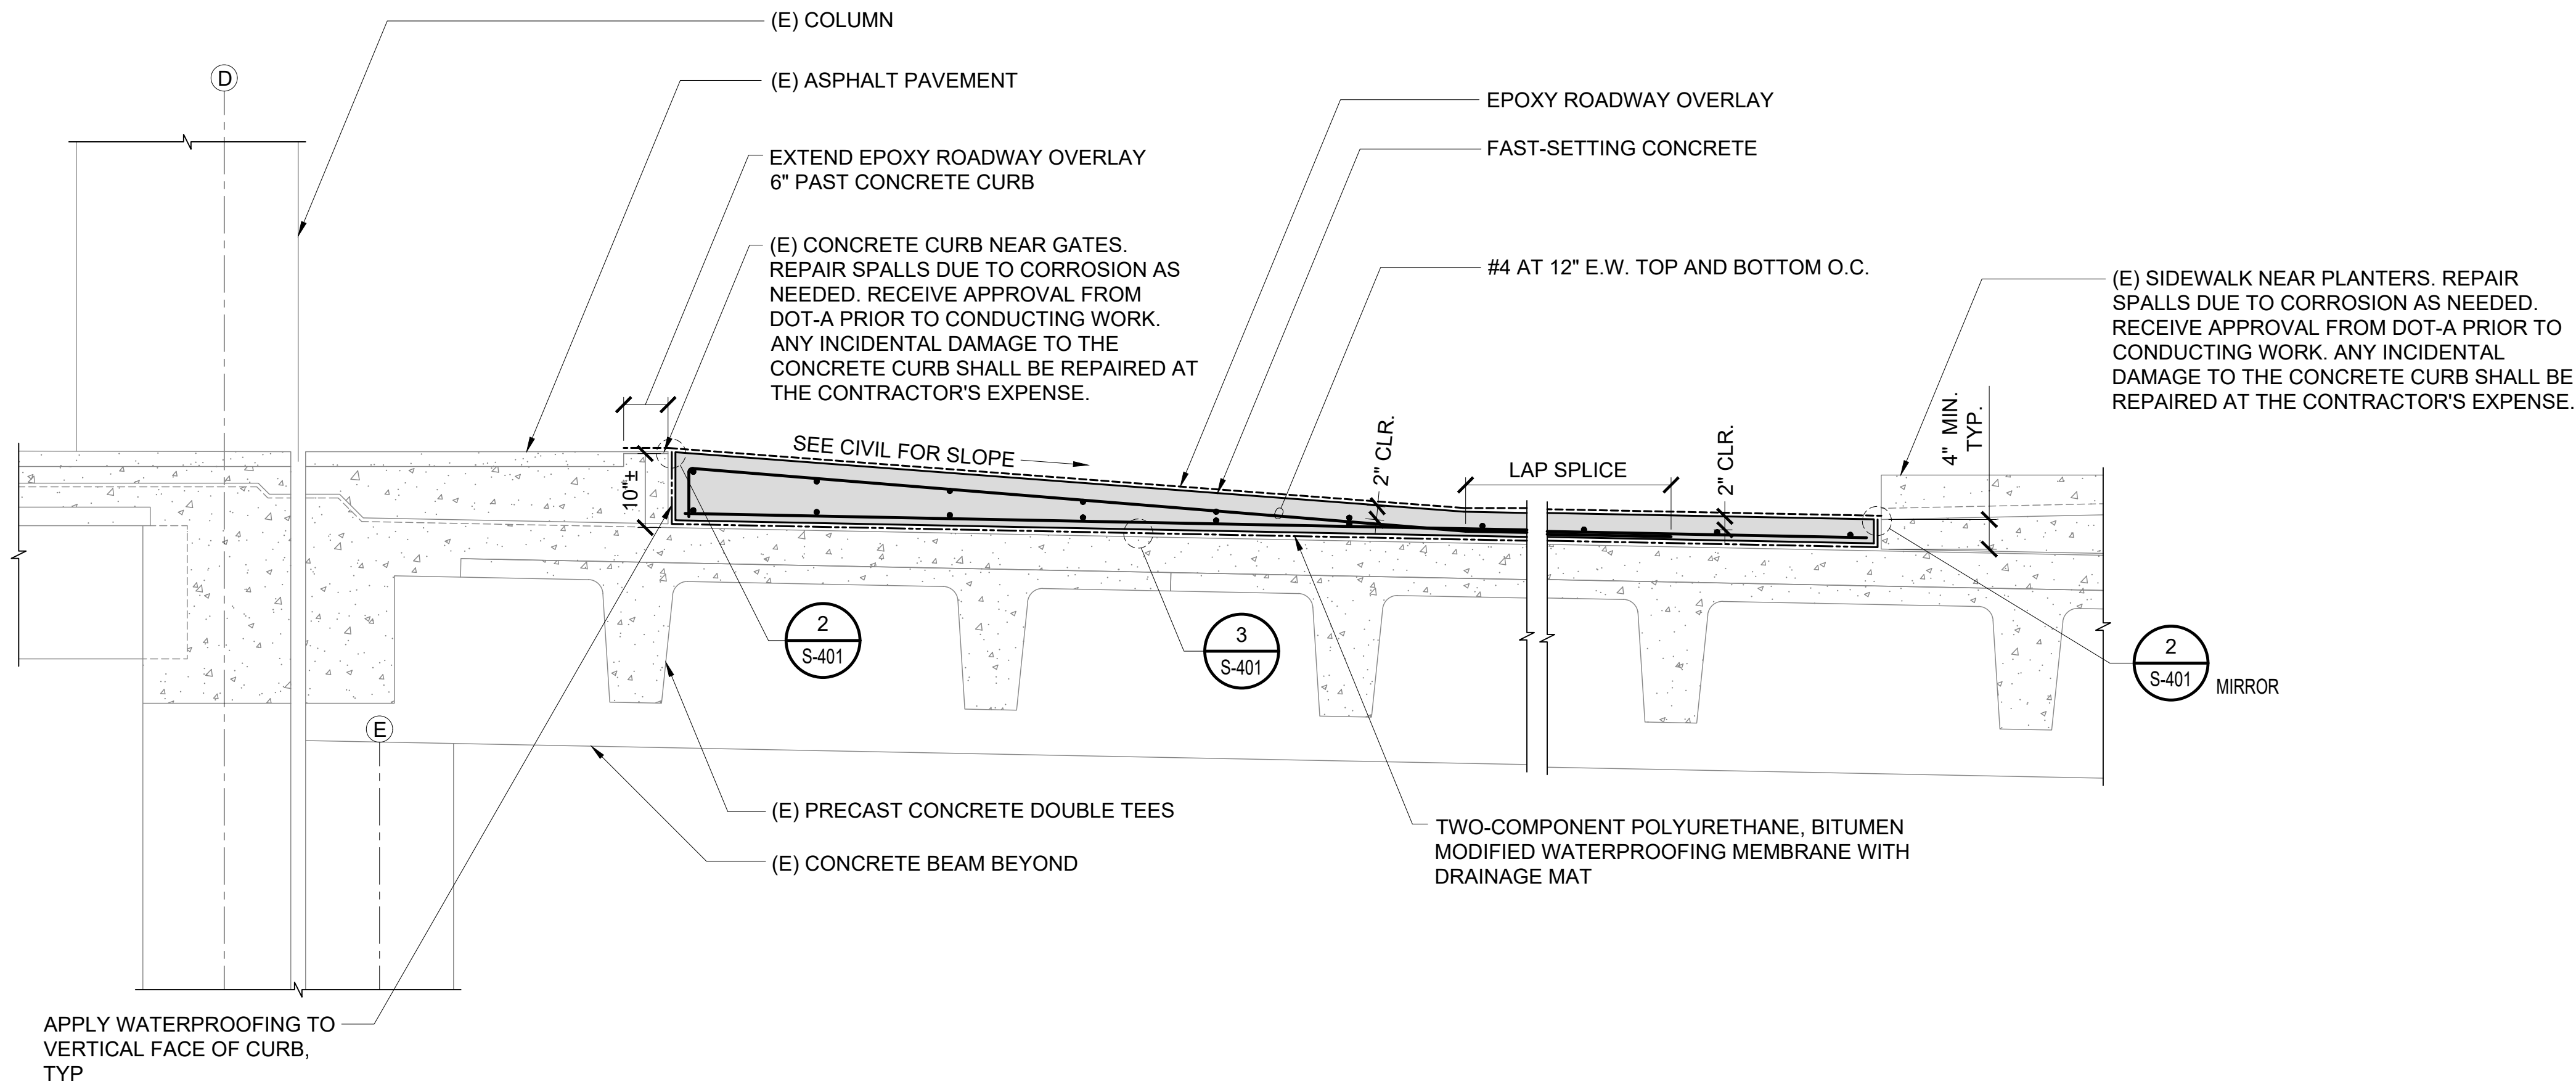 (E) COLUMN
D
(E) ASPHALT PAVEMENT
EPOXY ROADWAY OVERLAY
FAST-SETTING CONCRETE
EXTEND EPOXY ROADWAY OVERLAY
6" PAST CONCRETE CURB
(E) CONCRETE CURB NEAR GATES.
REPAIR SPALLS DUE TO CORROSION AS
NEEDED. RECEIVE APPROVAL FROM
DOT-A PRIOR TO CONDUCTING WORK.
ANY INCIDENTAL DAMAGE TO THE
CONCRETE CURB SHALL BE REPAIRED AT
THE CONTRACTOR'S EXPENSE.
#4 AT 12" E.W. TOP AND BOTTOM O.C.
(E) SIDEWALK NEAR PLANTERS. REPAIR
SPALLS DUE TO CORROSION AS NEEDED.
RECEIVE APPROVAL FROM DOT-A PRIOR TO
CONDUCTING WORK. ANY INCIDENTAL
DAMAGE TO THE CONCRETE CURB SHALL BE
REPAIRED AT THE CONTRACTOR'S EXPENSE.
10" ±
SEE CIVIL FOR SLOPE
2" CLR.
LAP SPLICE
2" CLR.
4" MIN.
TYP.
2
S-401
3
S-401
2
S-401
MIRROR
E
(E) PRECAST CONCRETE DOUBLE TEES
(E) CONCRETE BEAM BEYOND
TWO-COMPONENT POLYURETHANE, BITUMEN
MODIFIED WATERPROOFING MEMBRANE WITH
DRAINAGE MAT
APPLY WATERPROOFING TO
VERTICAL FACE OF CURB,
TYP